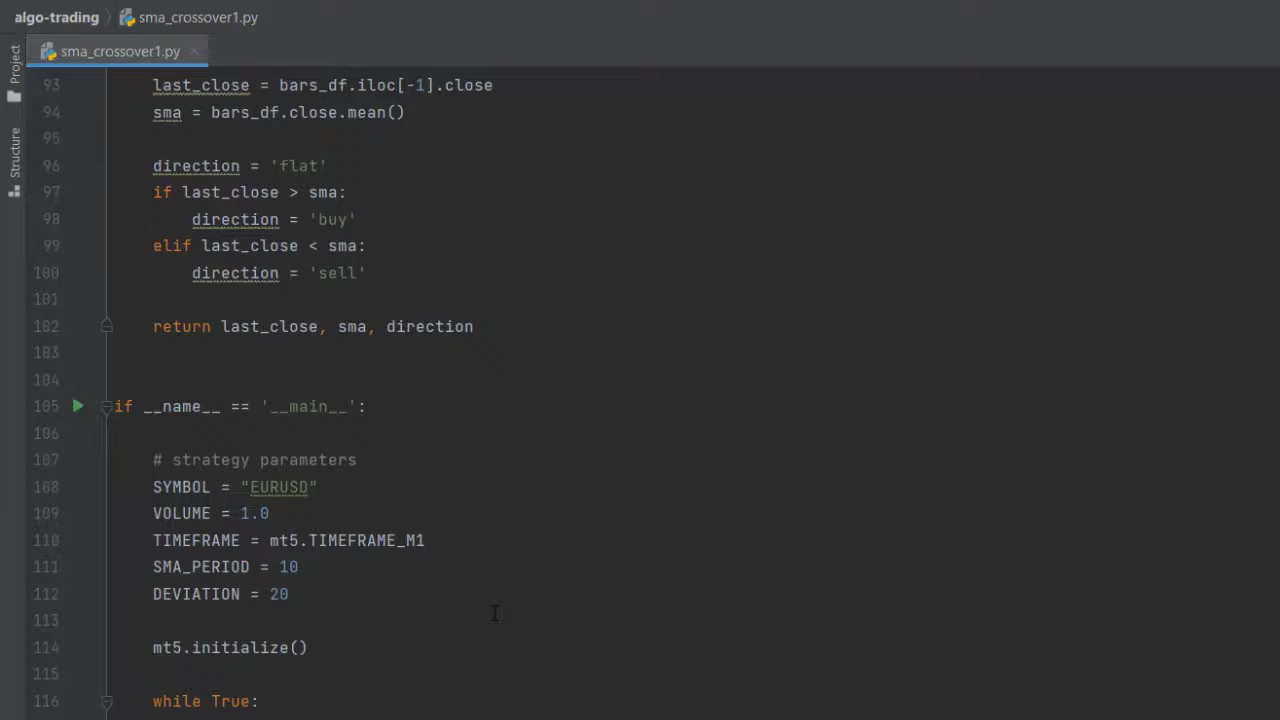 algo-trading sma_crossover1.py
sma_crossover1.py
Project
Structure
93 last_close = bars_df.iloc[-1].close
94 sma = bars_df.close.mean()
95
96 direction = 'flat'
97 if last_close > sma:
98 direction = 'buy'
99 elif last_close < sma:
100 direction = 'sell'
101
102 return last_close, sma, direction
103
104
105 if __name__ == '__main__':
106
107 # strategy parameters
108 SYMBOL = "EURUSD"
109 VOLUME = 1.0
110 TIMEFRAME = mt5.TIMEFRAME_M1
111 SMA_PERIOD = 10
112 DEVIATION = 20
113
114 mt5.initialize()
115
116 while True: